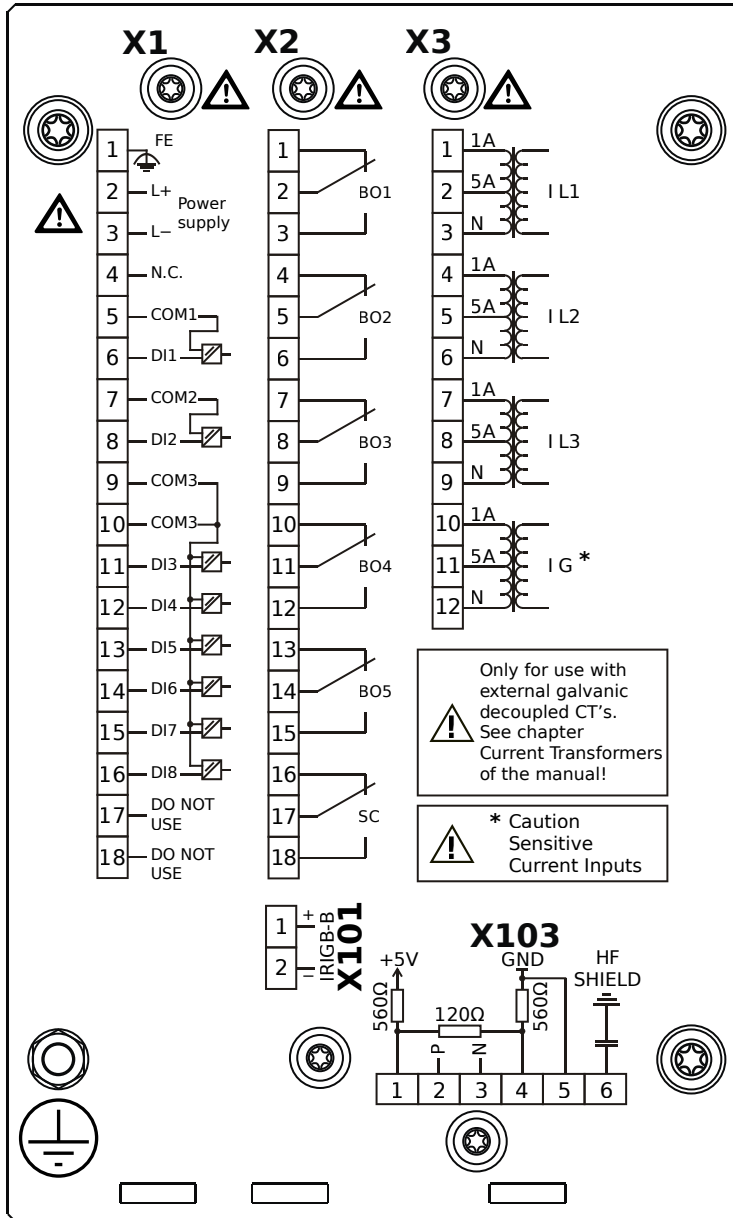 X1
X2
X3
1 FE
2 L+
Power
supply
3 L−
4 N.C.
5 COM1
6 DI1
7 COM2
8 DI2
9 COM3
10 COM3
11 DI3
12 DI4
13 DI5
14 DI6
15 DI7
16 DI8
17 DO NOT
USE
18 DO NOT
USE
1
2 BO1
3
4
5 BO2
6
7
8 BO3
9
10
11 BO4
12
13
14 BO5
15
16
17 SC
18
1 1A
2 5A I L1
3 N
4 1A
5 5A I L2
6 N
7 1A
8 5A I L3
9 N
10 1A
11 5A I G *
12 N
Only for use with
external galvanic
decoupled CT's.
See chapter
Current Transformers
of the manual!
* Caution
Sensitive
Current Inputs
1 +
2 −
IRIGB-B
X101
X103
+5V
GND
HF
SHIELD
560Ω
120Ω
560Ω
P
N
1 2 3 4 5 6